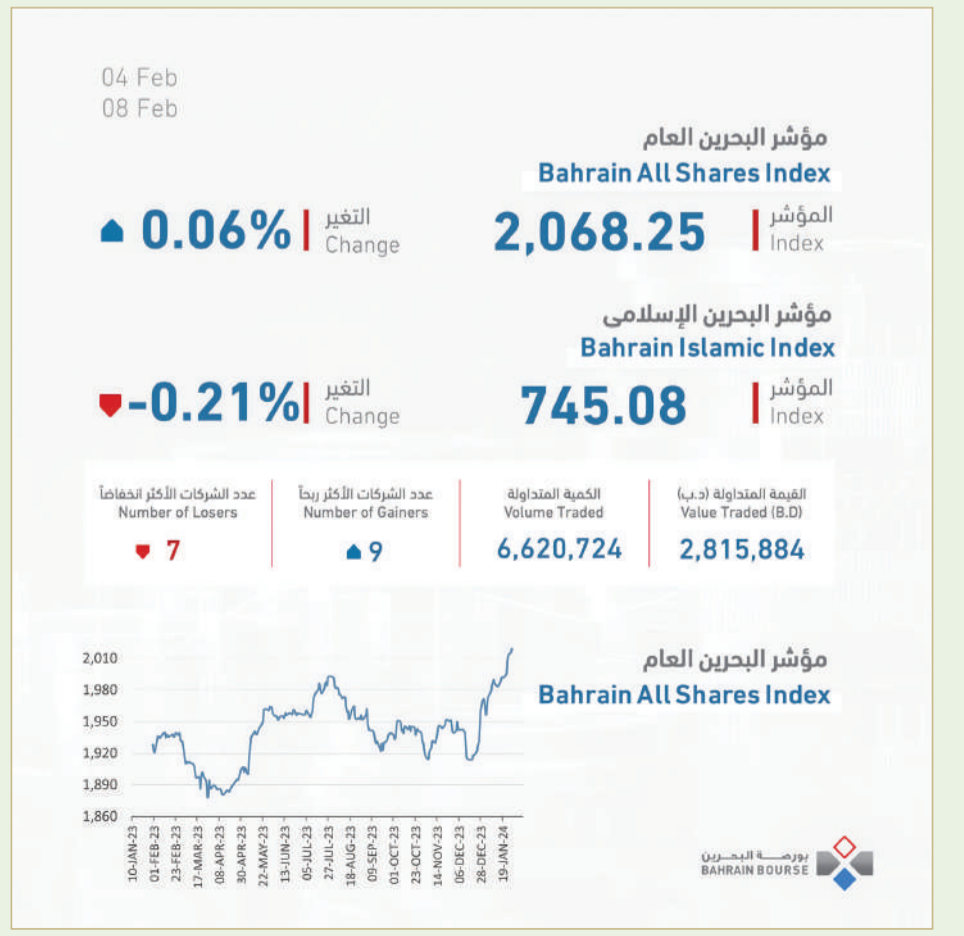 04 Feb
08 Feb
مؤشر البحرين العام
Bahrain All Shares Index
0.06%
التغير
Change
2,068.25
المؤشر
Index
مؤشر البحرين الإسلامى
Bahrain Islamic Index
-0.21%
التغير
Change
745.08
المؤشر
Index
عدد الشركات الأكثر انخفاضاً
Number of Losers
7
عدد الشركات الأكثر ربحاً
Number of Gainers
9
الكمية المتداولة
Volume Traded
6,620,724
القيمة المتداولة (د.ب)
Value Traded (B.D)
2,815,884
مؤشر البحرين العام
Bahrain All Shares Index
2,010
1,980
1,950
1,920
1,890
1,860
10-JAN-23
01-FEB-23
23-FEB-23
17-MAR-23
08-APR-23
30-APR-23
22-MAY-23
13-JUN-23
05-JUL-23
27-JUL-23
18-AUG-23
09-SEP-23
01-OCT-23
23-OCT-23
14-NOV-23
06-DEC-23
28-DEC-23
19-JAN-24
بورصة البحرين
BAHRAIN BOURSE